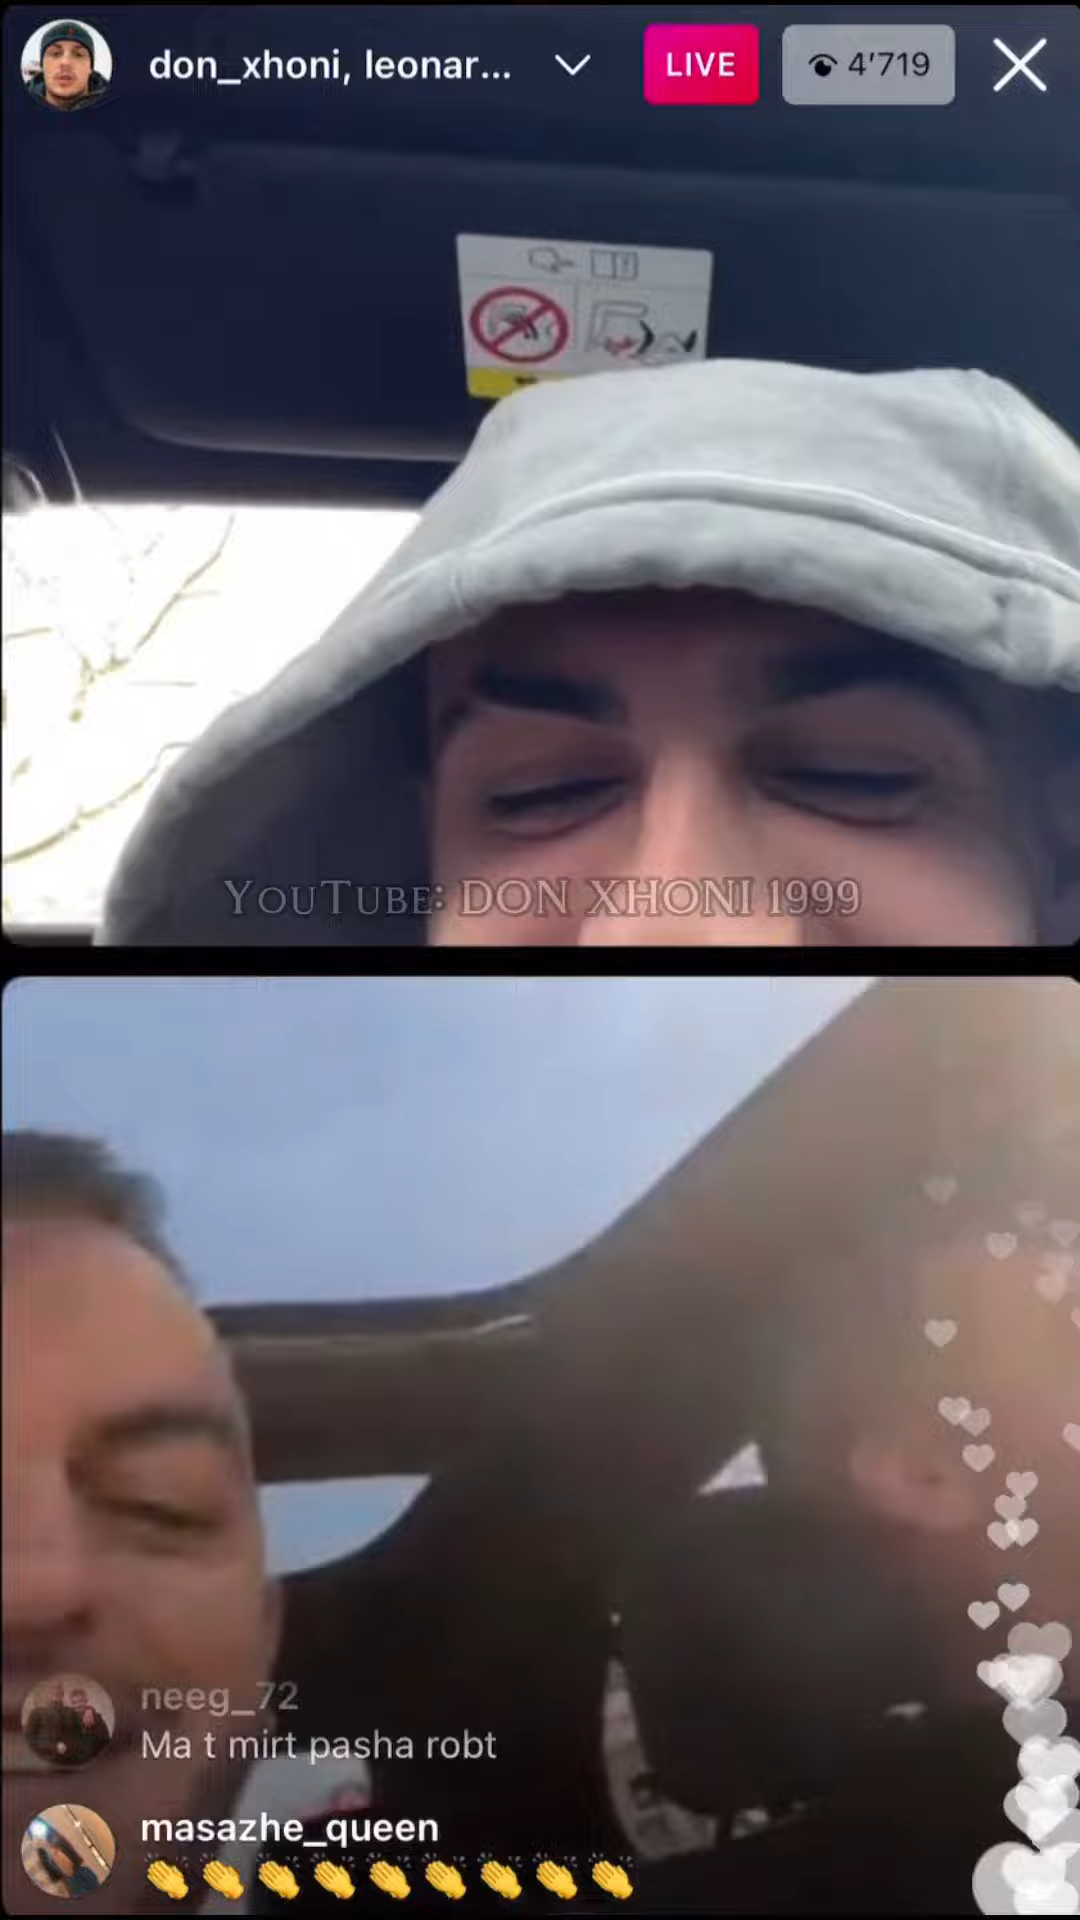 don_xhoni, leonar...
LIVE
4’719
YouTube: DON XHONI 1999
neeg_72
Ma t mirt pasha robt
masazhe_queen
👏👏👏👏👏👏👏👏👏